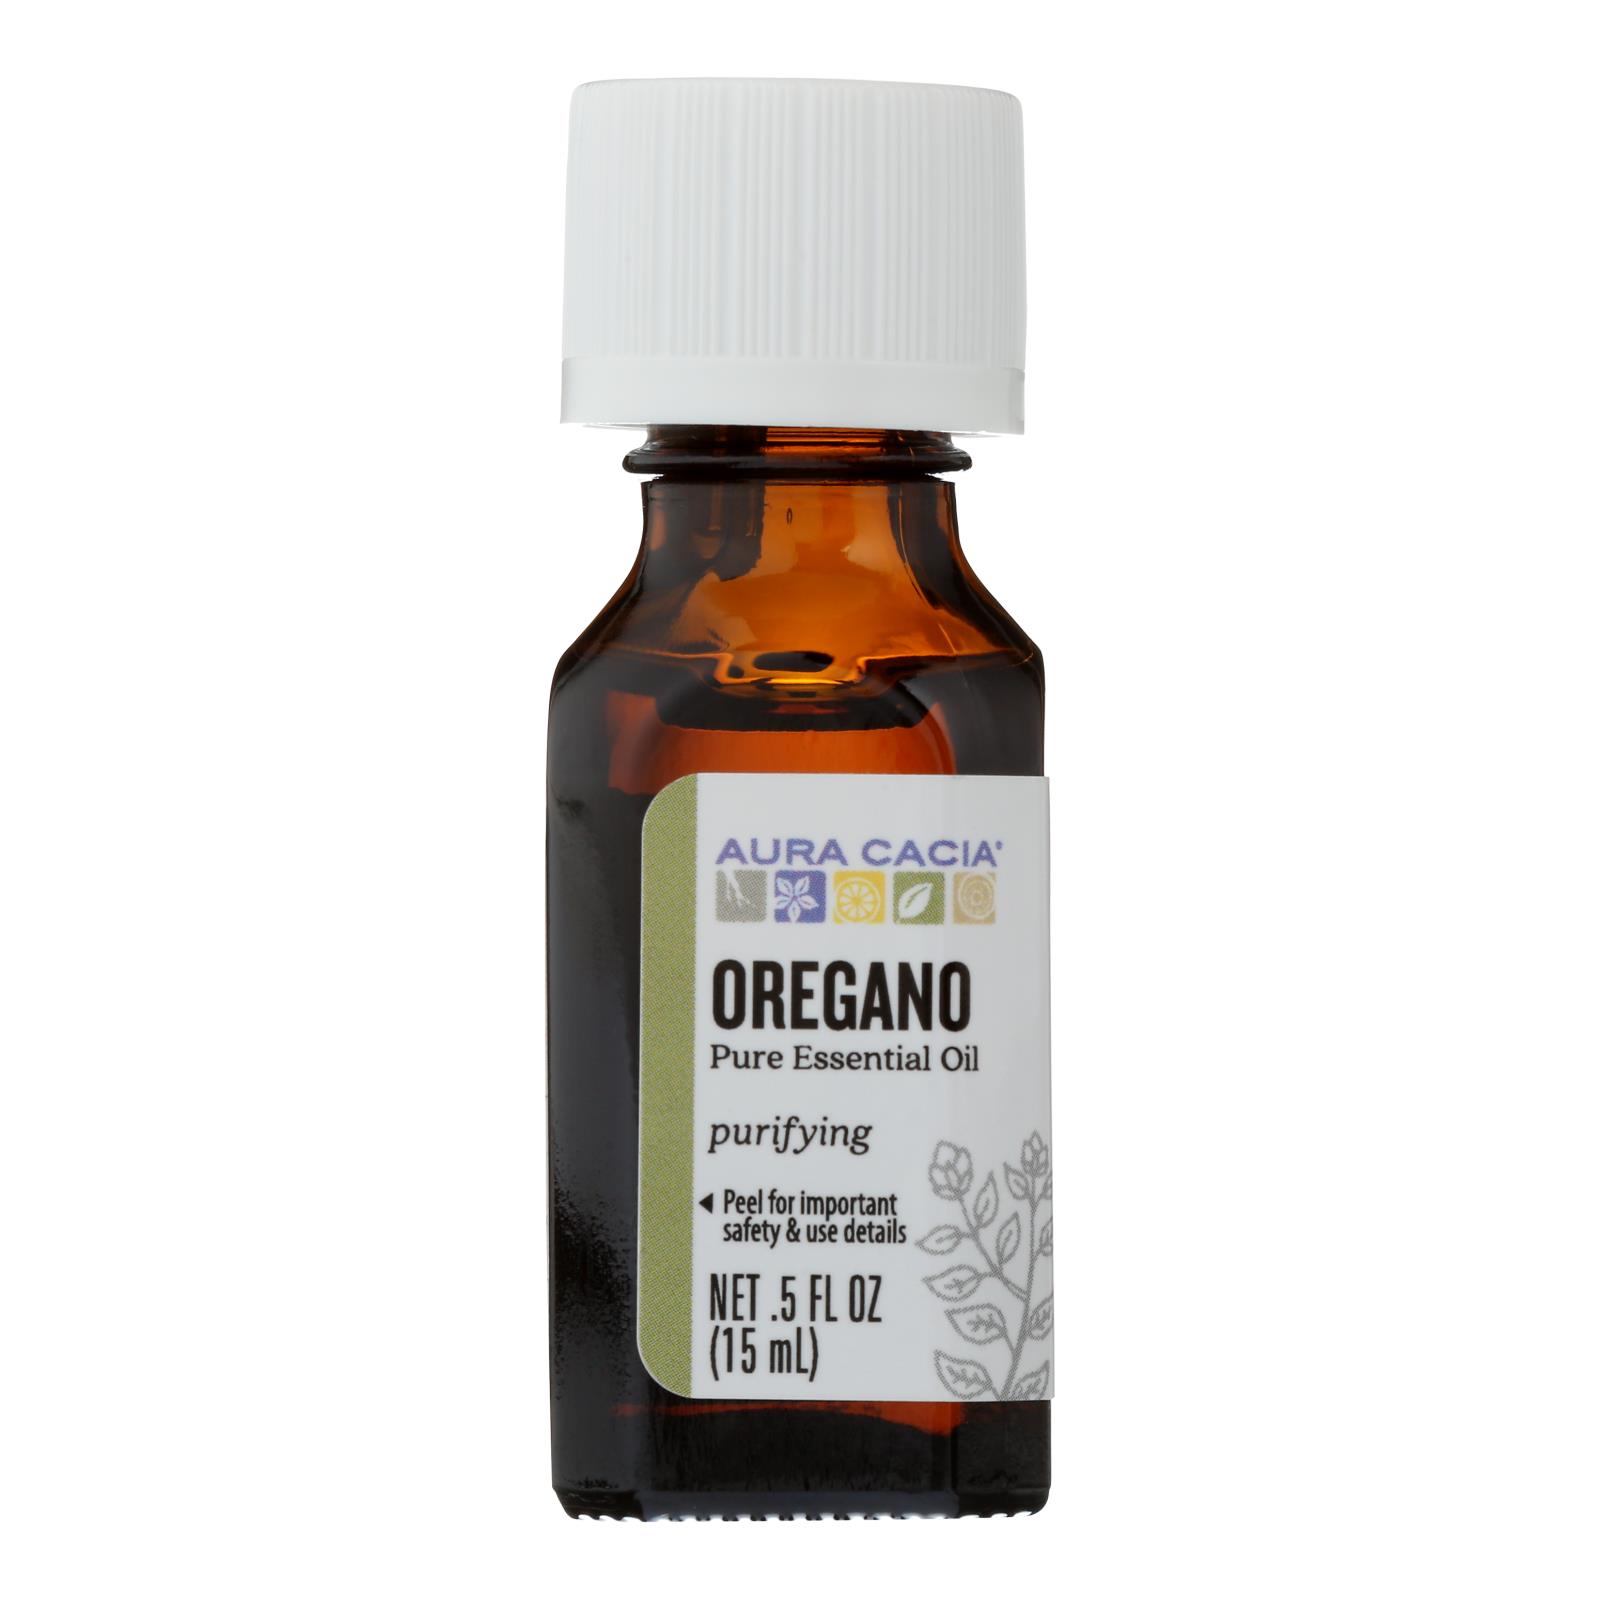 AURA CACIA®
OREGANO
Pure Essential Oil
purifying
◀ Peel for important
safety & use details
NET .5 FL OZ
(15 mL)